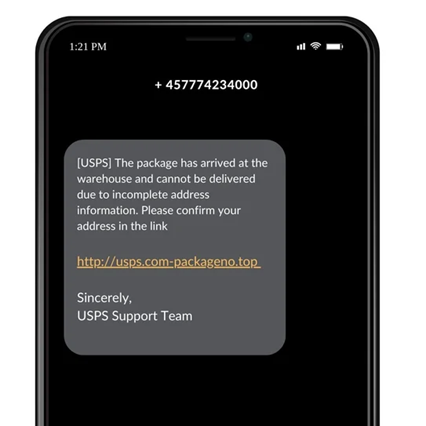 1:21 PM
+ 457774234000
[USPS] The package has arrived at the
warehouse and cannot be delivered
due to incomplete address
information. Please confirm your
address in the link
http://usps.com-packageno.top
Sincerely,
USPS Support Team